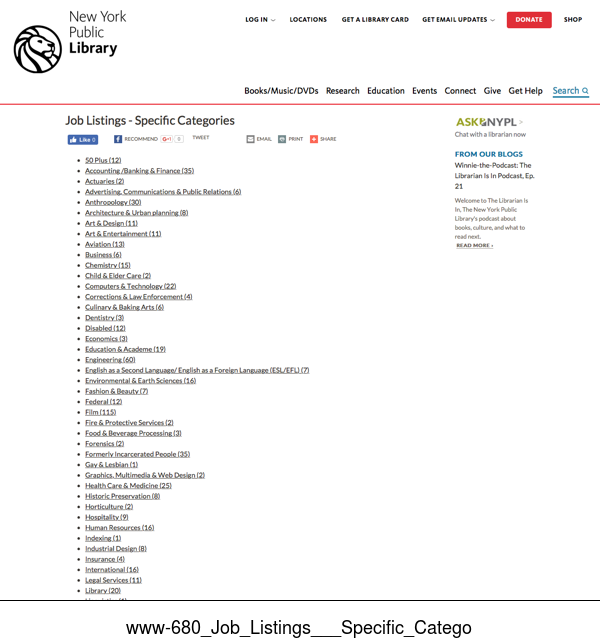 New York
Public
Library
LOG IN
LOCATIONS
GET A LIBRARY CARD
GET EMAIL UPDATES
DONATE
SHOP
Books/Music/DVDs
Research
Education
Events
Connect
Give
Get Help
Search
Job Listings - Specific Categories
Like 0
RECOMMEND
G+1
0
TWEET
EMAIL
PRINT
SHARE
50 Plus (12)
Accounting /Banking & Finance (35)
Actuaries (2)
Advertising, Communications & Public Relations (6)
Anthropology (30)
Architecture & Urban planning (8)
Art & Design (11)
Art & Entertainment (11)
Aviation (13)
Business (6)
Chemistry (15)
Child & Elder Care (2)
Computers & Technology (22)
Corrections & Law Enforcement (4)
Culinary & Baking Arts (6)
Dentistry (3)
Disabled (12)
Economics (3)
Education & Academe (19)
Engineering (60)
English as a Second Language/ English as a Foreign Language (ESL/EFL) (7)
Environmental & Earth Sciences (16)
Fashion & Beauty (7)
Federal (12)
Film (115)
Fire & Protective Services (2)
Food & Beverage Processing (3)
Forensics (2)
Formerly Incarcerated People (35)
Gay & Lesbian (1)
Graphics, Multimedia & Web Design (2)
Health Care & Medicine (25)
Historic Preservation (8)
Horticulture (2)
Hospitality (9)
Human Resources (16)
Indexing (1)
Industrial Design (8)
Insurance (4)
International (16)
Legal Services (11)
Library (20)
ASK NYPL >
Chat with a librarian now
FROM OUR BLOGS
Winnie-the-Podcast: The
Librarian Is In Podcast, Ep.
21
Welcome to The Librarian Is
In, The New York Public
Library's podcast about
books, culture, and what to
read next.
READ MORE ›
www-680_Job_Listings___Specific_Catego